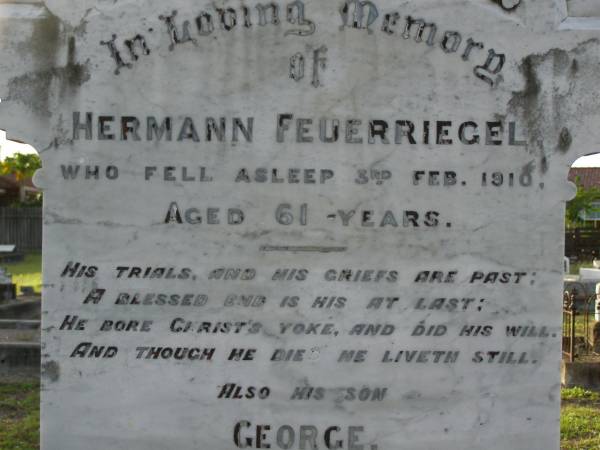 In Loving Memory
of
HERMANN FEUERRIEGEL
WHO FELL ASLEEP 3RD FEB. 1910,
AGED 61 YEARS.
HIS TRIALS, AND HIS GRIEFS ARE PAST;
A BLESSED END IS HIS AT LAST;
HE BORE CHRIST'S YOKE, AND DID HIS WILL.
AND THOUGH HE DIES HE LIVETH STILL.
ALSO HIS SON
GEORGE.